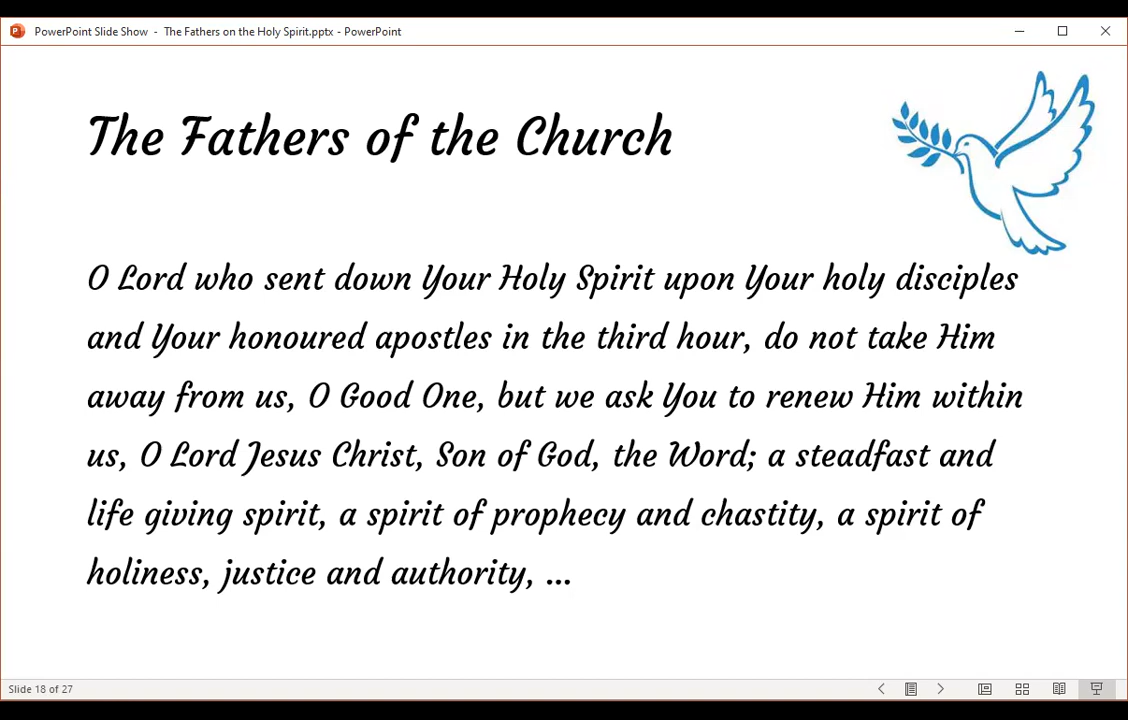 PowerPoint Slide Show - The Fathers on the Holy Spirit.pptx - PowerPoint
The Fathers of the Church
O Lord who sent down Your Holy Spirit upon Your holy disciples
and Your honoured apostles in the third hour, do not take Him
away from us, O Good One, but we ask You to renew Him within
us, O Lord Jesus Christ, Son of God, the Word; a steadfast and
life giving spirit, a spirit of prophecy and chastity, a spirit of
holiness, justice and authority, ...
Slide 18 of 27